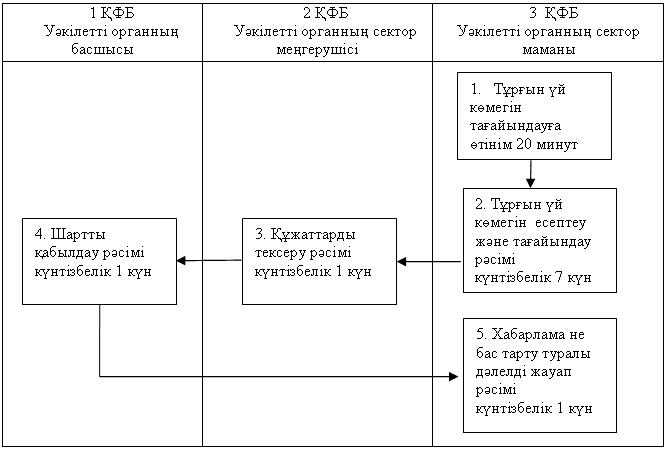 1 ҚФБ
Уәкілетті органның
басшысы
2 ҚФБ
Уәкілетті органның сектор
меңгерушісі
3 ҚФБ
Уәкілетті органның сектор
маманы
1. Тұрғын үй
көмегін
тағайындауға
өтінім 20 минут
2. Тұрғын үй
көмегін есептеу
және тағайындау
рәсімі
күнтізбелік 7 күн
3. Құжаттарды
тексеру рәсімі
күнтізбелік 1 күн
4. Шартты
қабылдау рәсімі
күнтізбелік 1 күн
5. Хабарлама не
бас тарту туралы
дәлелді жауап
рәсімі
күнтізбелік 1 күн